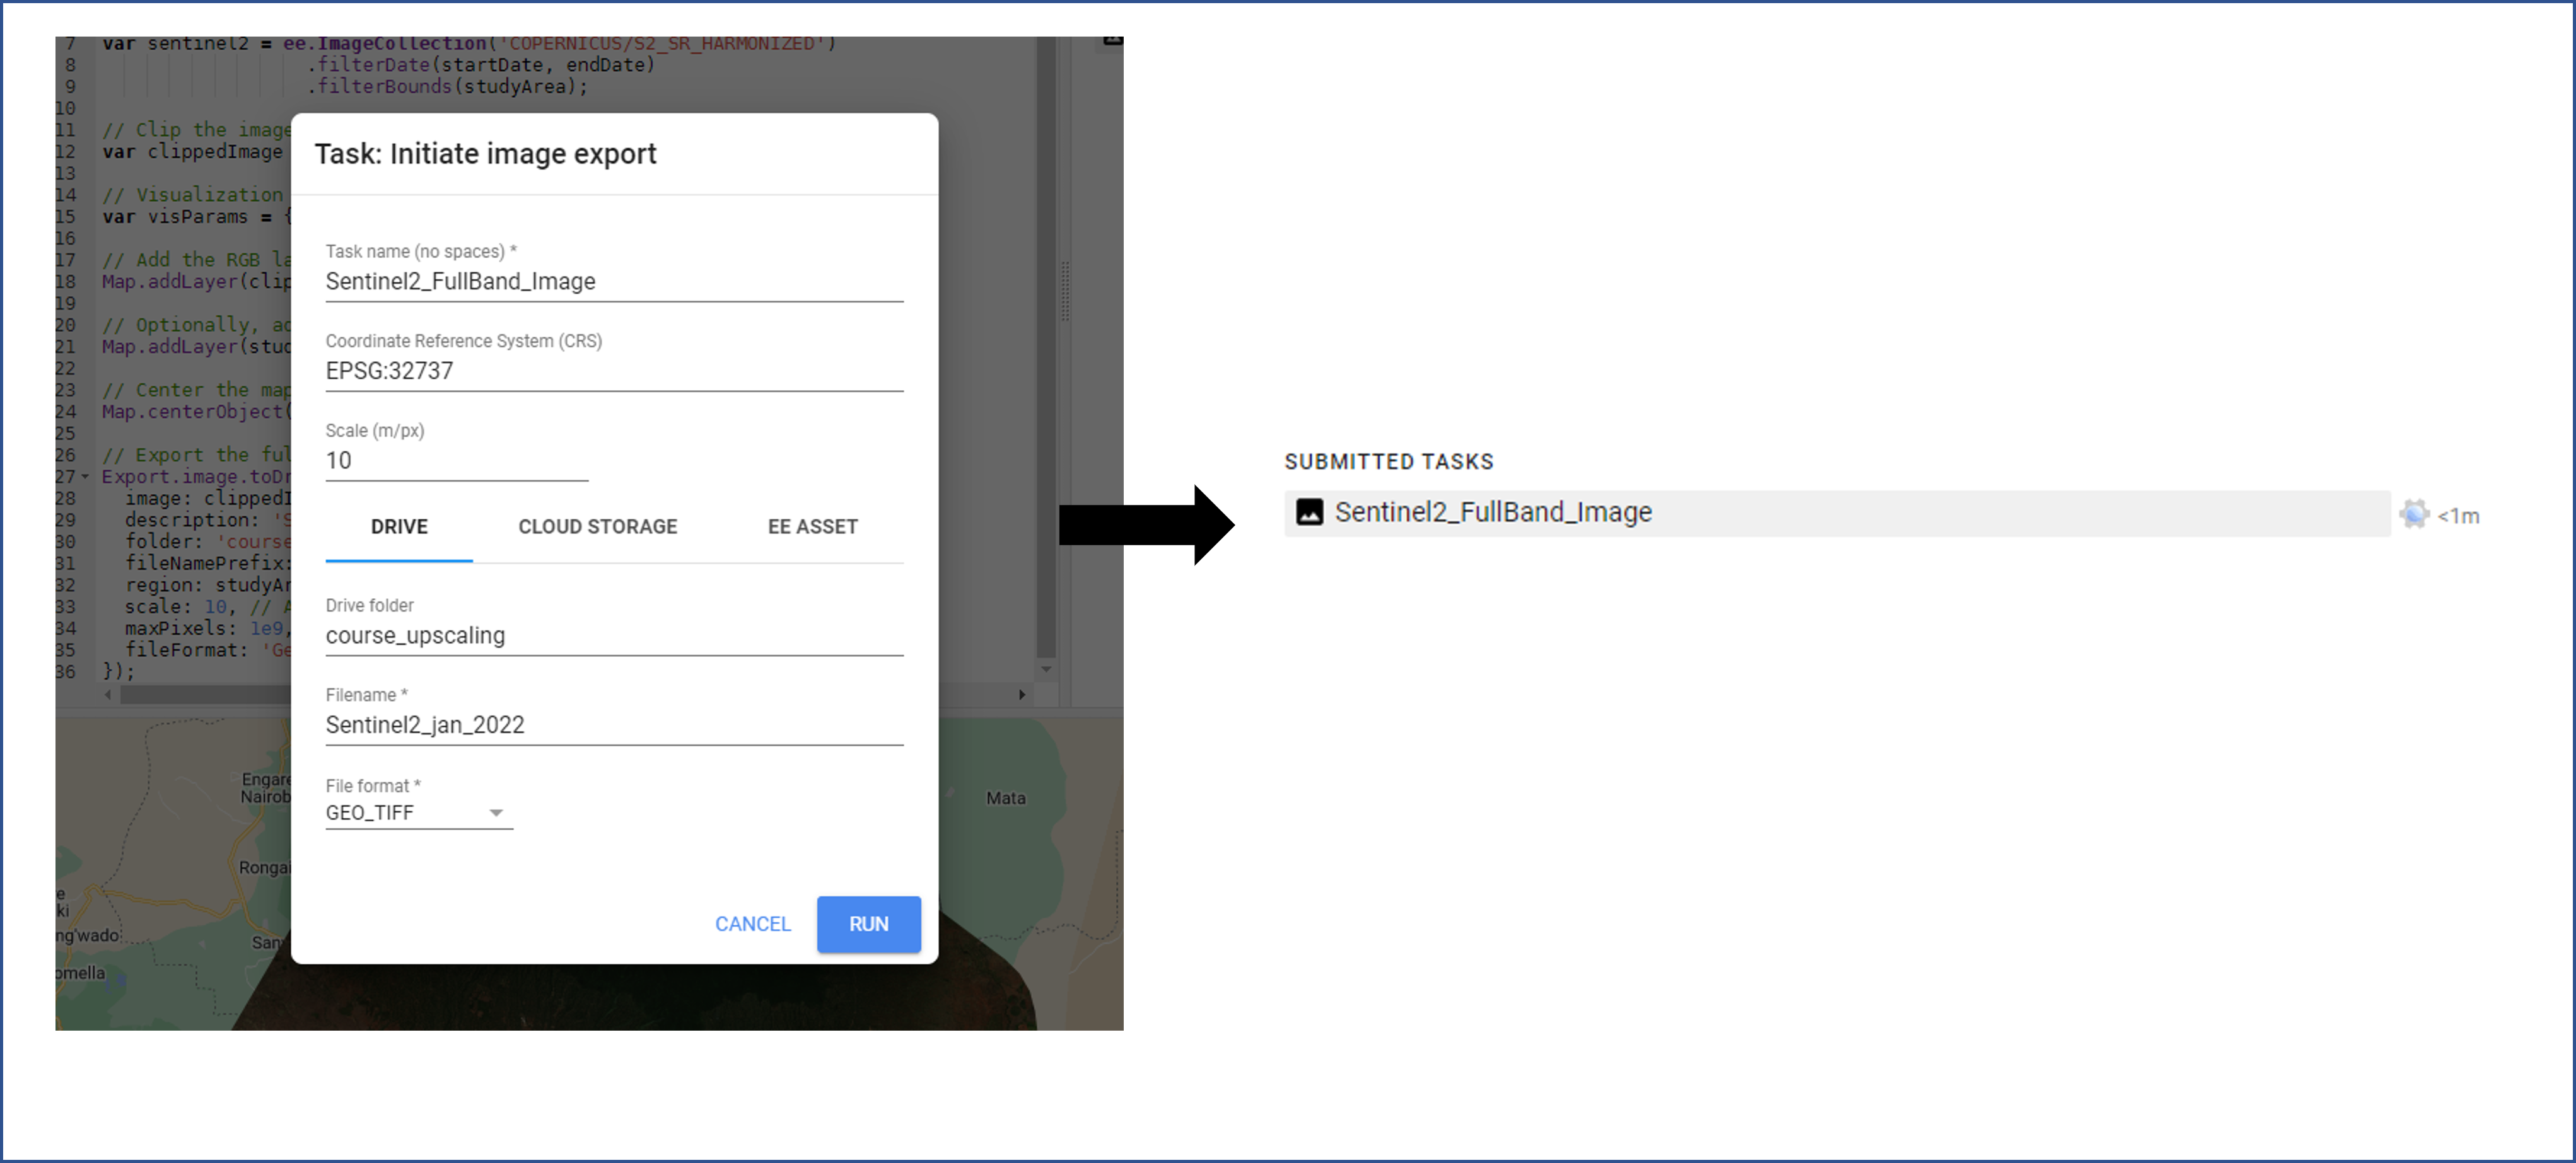 7 var sentinel2 = ee.ImageCollection('COPERNICUS/S2_SR_HARMONIZED')
8 .filterDate(startDate, endDate)
9 .filterBounds(studyArea);
10
11 // Clip the image
12 var clippedImage
13
14 // Visualization
15 var visParams = {
16
17 // Add the RGB la
18 Map.addLayer(clip
19
20 // Optionally, ad
21 Map.addLayer(stud
22
23 // Center the map
24 Map.centerObject(
25
26 // Export the ful
27 Export.image.toDr
28 image: clippedI
29 description: 'S
30 folder: 'course
31 fileNamePrefix:
32 region: studyAr
33 scale: 10, // A
34 maxPixels: 1e9,
35 fileFormat: 'Ge
36 });
Task: Initiate image export
Task name (no spaces) *
Sentinel2_FullBand_Image
Coordinate Reference System (CRS)
EPSG:32737
Scale (m/px)
10
DRIVE CLOUD STORAGE EE ASSET
Drive folder
course_upscaling
Filename *
Sentinel2_jan_2022
File format *
GEO_TIFF
CANCEL RUN
Engare
Nairob
Rongai
e
ki
ng'wado
San
omella
Mata
SUBMITTED TASKS
Sentinel2_FullBand_Image <1m